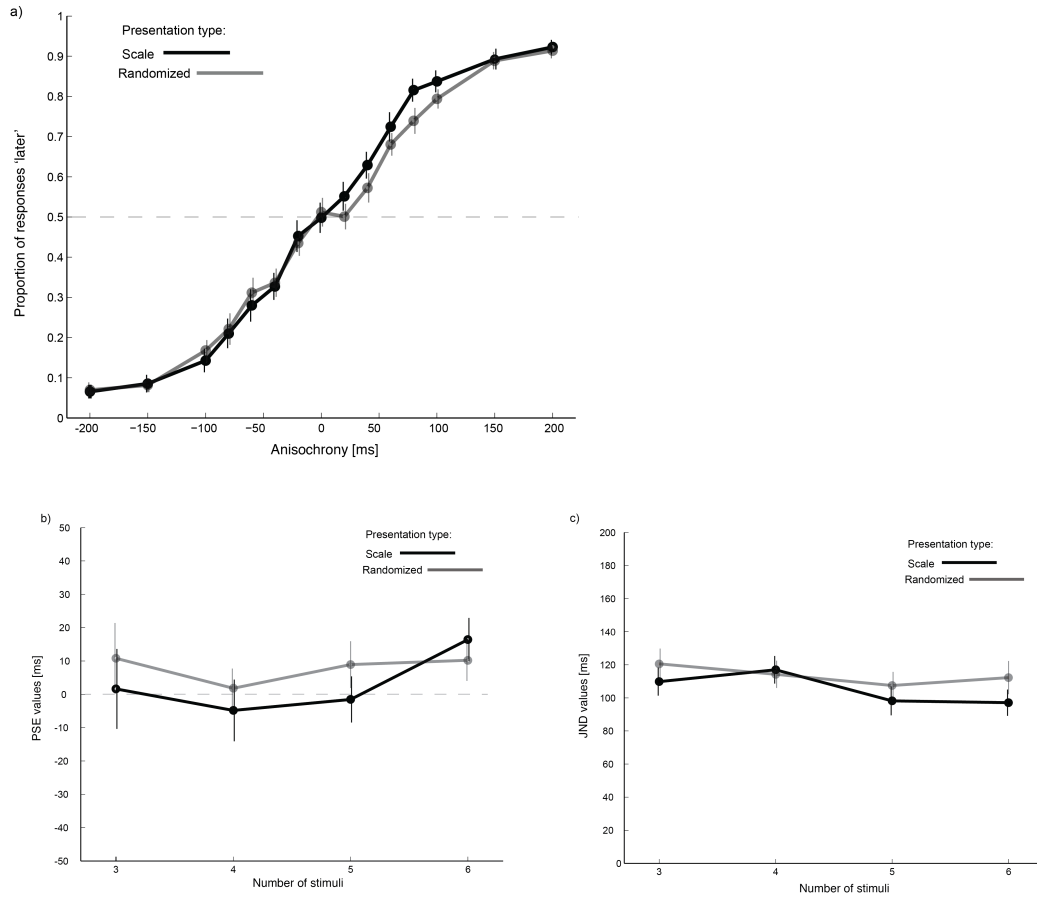 a)
Presentation type:
Scale
Randomized
1
0.9
0.8
0.7
0.6
0.5
0.4
0.3
0.2
0.1
0
Proportion of responses 'later'
-200 −150 −100 −50 0 50 100 150 200
Anisochrony [ms]
b)
Presentation type:
Scale
Randomized
50
40
30
20
10
0
-10
-20
-30
-40
-50
PSE values [ms]
3 4 5 6
Number of stimuli
c)
Presentation type:
Scale
Randomized
200
180
160
140
120
100
80
60
40
20
0
JND values [ms]
3 4 5 6
Number of stimuli